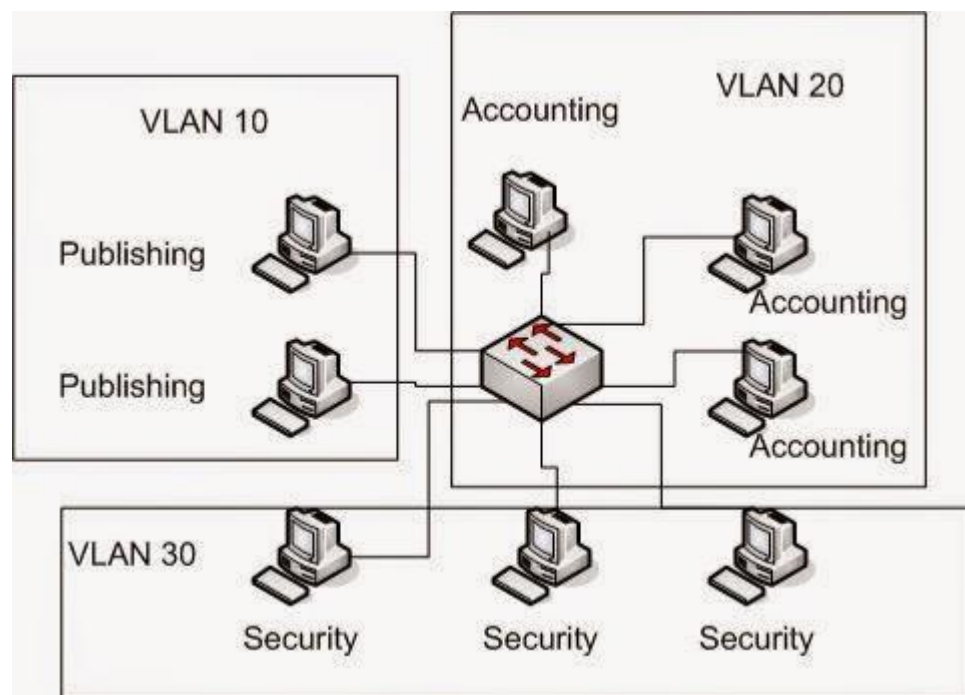 VLAN 10
Publishing
Publishing
VLAN 20
Accounting
Accounting
Accounting
VLAN 30
Security
Security
Security